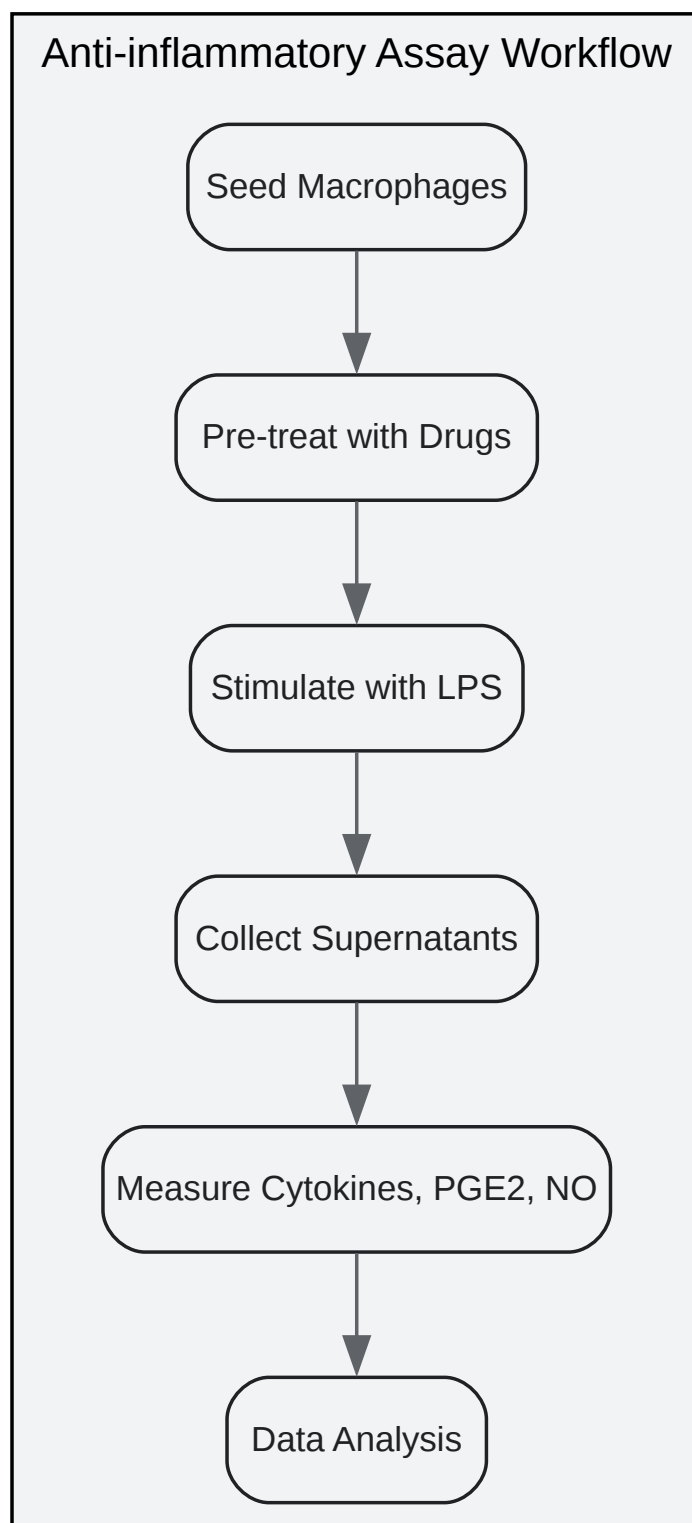 Anti-inflammatory Assay Workflow
Seed Macrophages
Pre-treat with Drugs
Stimulate with LPS
Collect Supernatants
Measure Cytokines, PGE2, NO
Data Analysis